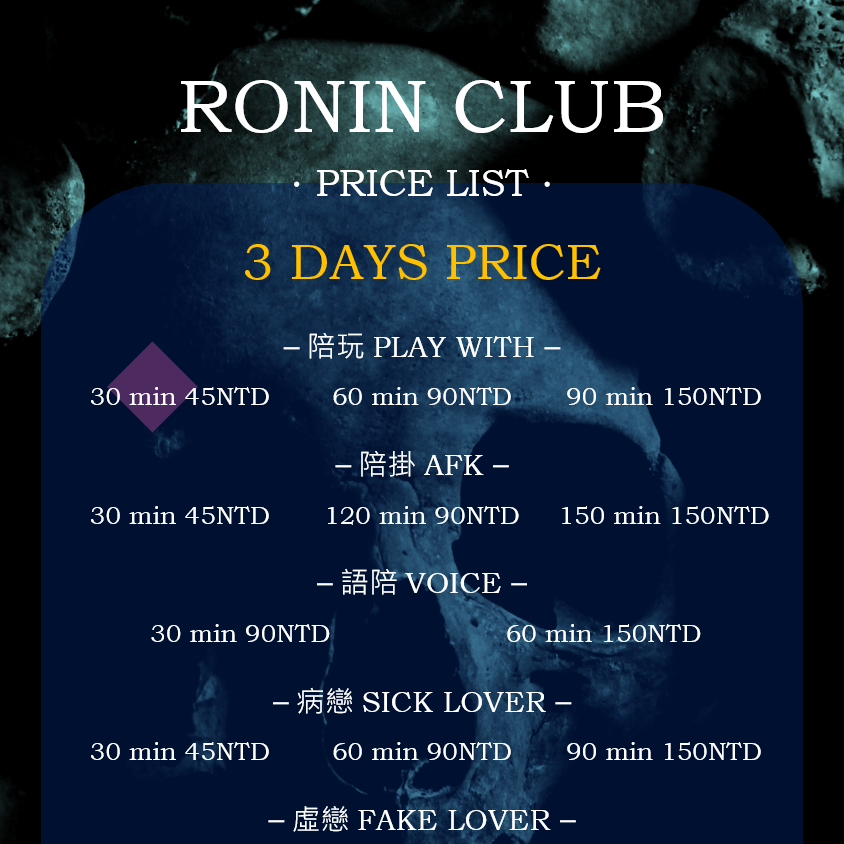 RONIN CLUB
· PRICE LIST ·
3 DAYS PRICE
– 陪玩 PLAY WITH –
30 min 45NTD 60 min 90NTD 90 min 150NTD
– 陪掛 AFK –
30 min 45NTD 120 min 90NTD 150 min 150NTD
– 語陪 VOICE –
30 min 90NTD 60 min 150NTD
– 病戀 SICK LOVER –
30 min 45NTD 60 min 90NTD 90 min 150NTD
– 虛戀 FAKE LOVER –